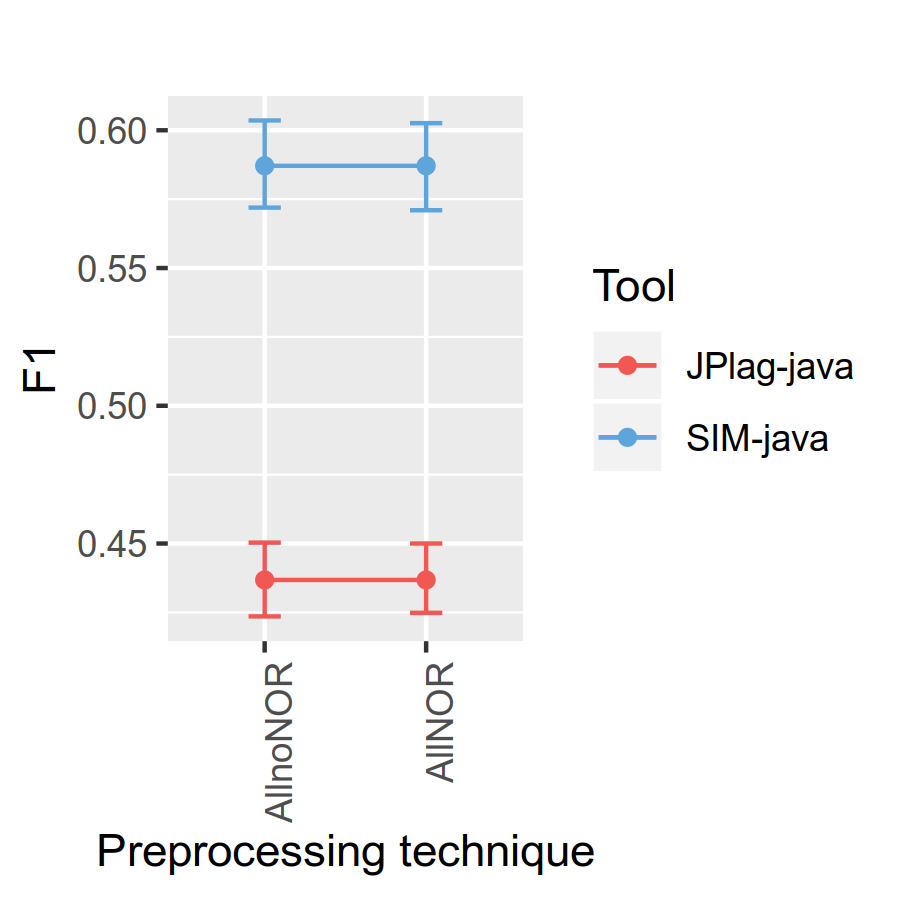 0.60
0.55
0.50
0.45
F1
AllnoNOR
AllNOR
Preprocessing technique
Tool
JPlag-java
SIM-java